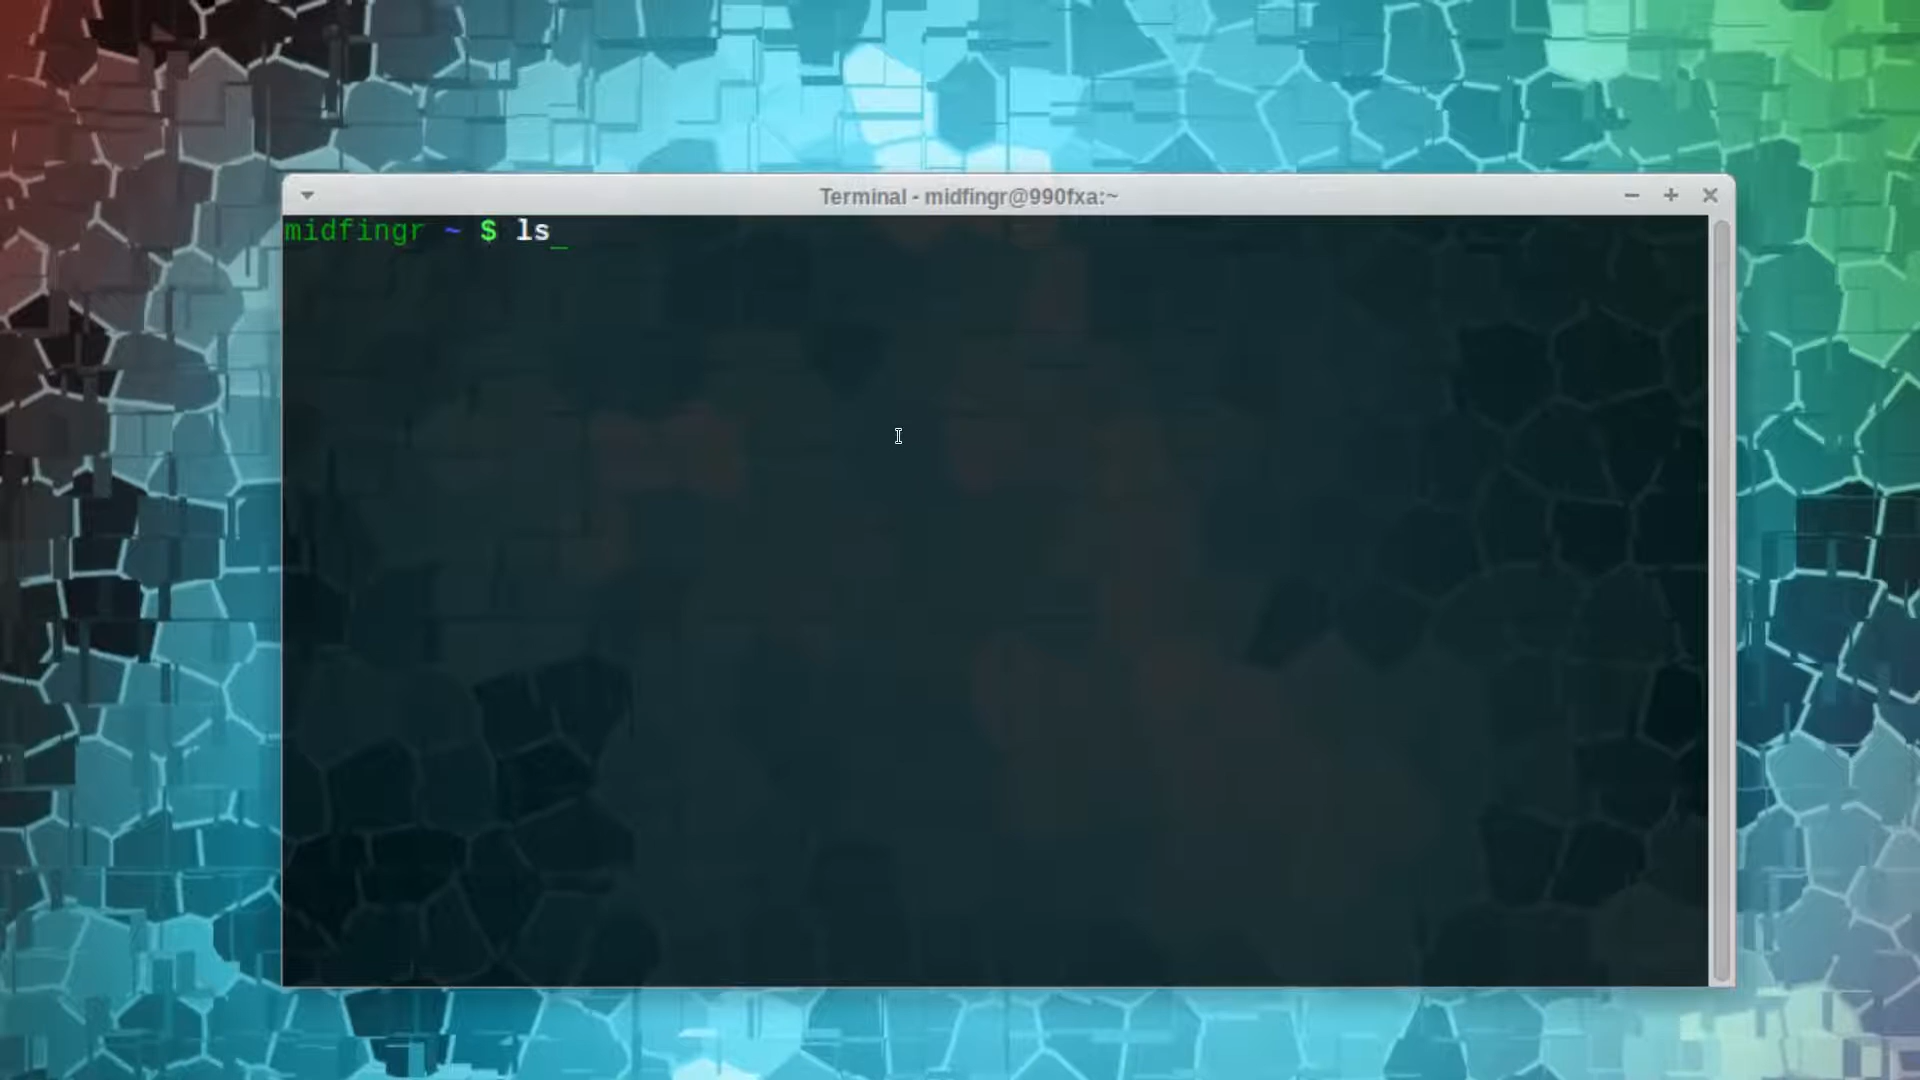 Terminal - midfingr@990fxa:~
midfingr ~ $ ls_